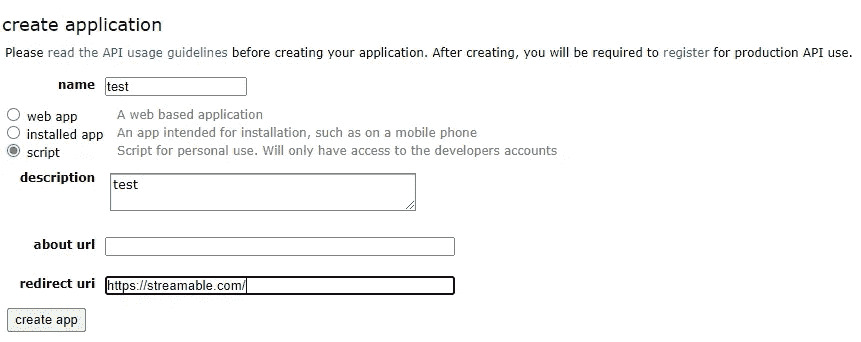 create application
Please read the API usage guidelines before creating your application. After creating, you will be required to register for production API use.
name test
web app A web based application
installed app An app intended for installation, such as on a mobile phone
script Script for personal use. Will only have access to the developers accounts
description test
about url
redirect uri https://streamable.com/
create app